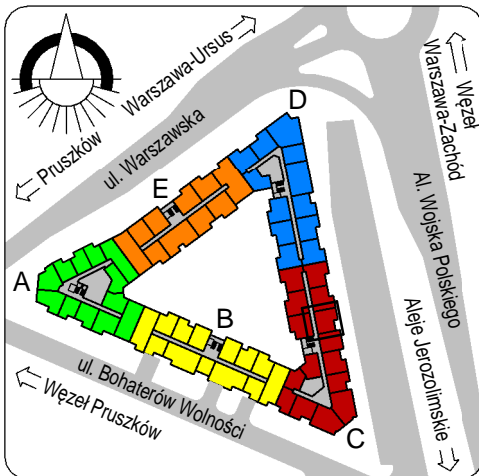 Warszawa-Ursus
Pruszków
ul. Warszawska
Węzeł
Warszawa-Zachód
Al. Wojska Polskiego
Aleje Jerozolimskie
D
E
A
B
C
ul. Bohaterów Wolności
Węzeł Pruszków